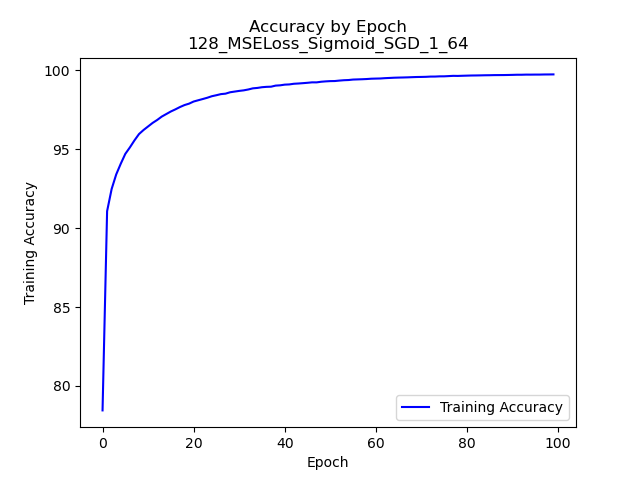 Accuracy by Epoch
128_MSELoss_Sigmoid_SGD_1_64
100
95
90
85
80
Training Accuracy
Training Accuracy
0 20 40 60 80 100
Epoch